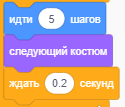 идти 5 шагов
следующий костюм
ждать 0.2 секунд